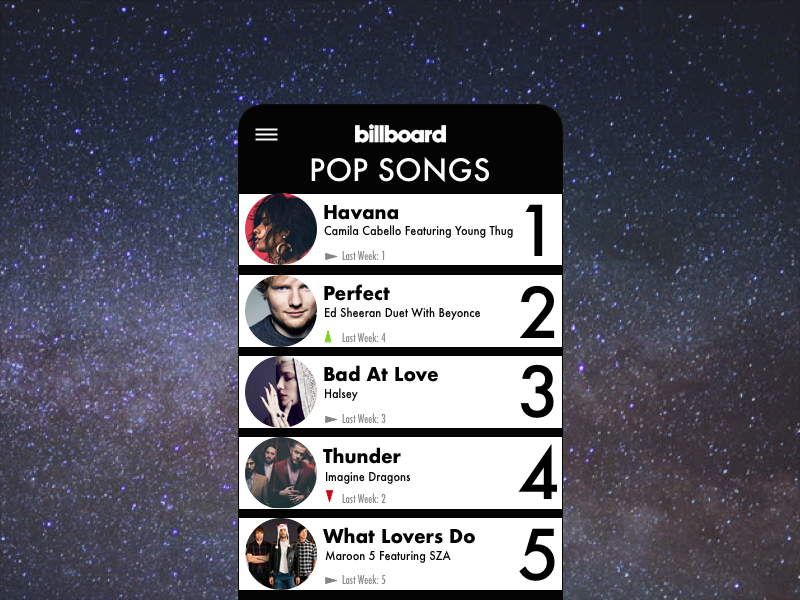 billboard
POP SONGS
Havana
Camila Cabello Featuring Young Thug
Last Week: 1
1
Perfect
Ed Sheeran Duet With Beyonce
Last Week: 4
2
Bad At Love
Halsey
Last Week: 3
3
Thunder
Imagine Dragons
Last Week: 2
4
What Lovers Do
Maroon 5 Featuring SZA
Last Week: 5
5